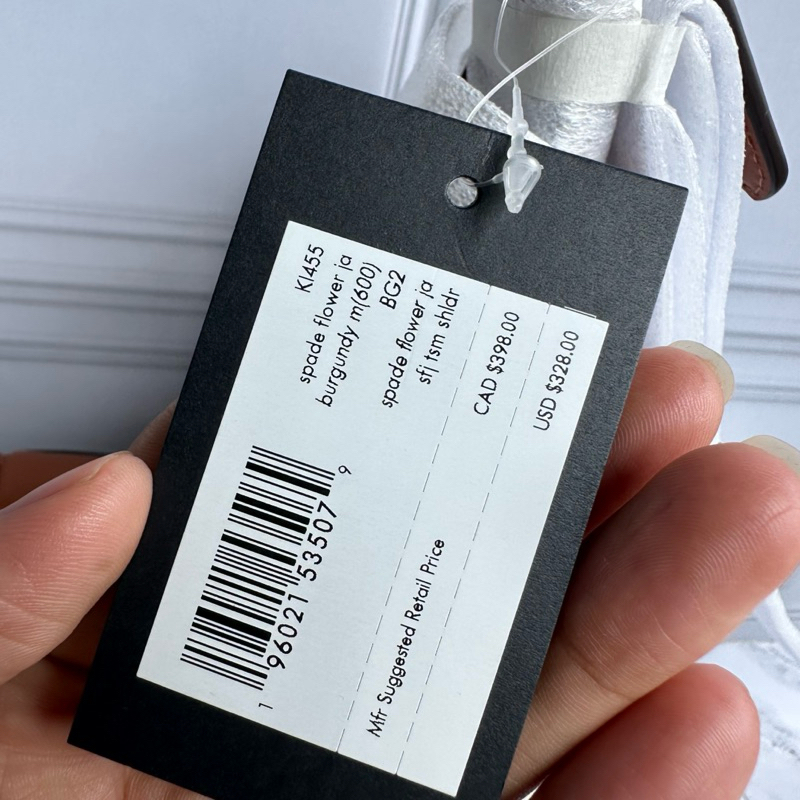 KI455
spade flower ja
burgundy m(600)
BG2
spade flower ja
sfj tsm shldr
CAD $398.00
USD $328.00
Mfr Suggested Retail Price
1 96021 53507 9